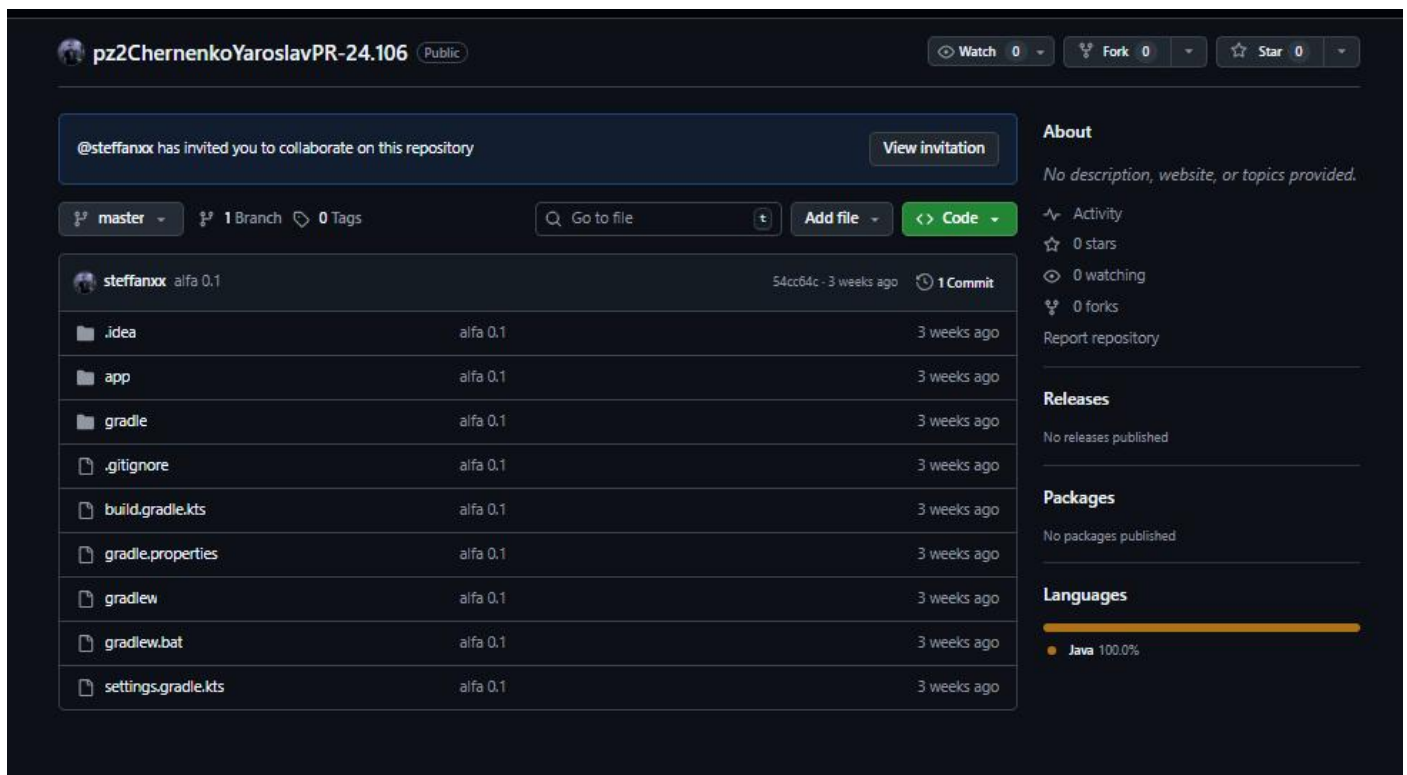 pz2ChernenkoYaroslavPR-24.106 Public
Watch 0 Fork 0 Star 0
@steffanxx has invited you to collaborate on this repository View invitation
master 1 Branch 0 Tags Go to file t Add file <> Code
steffanxx alfa 0.1 54cc64c · 3 weeks ago 1 Commit
.idea alfa 0.1 3 weeks ago
app alfa 0.1 3 weeks ago
gradle alfa 0.1 3 weeks ago
.gitignore alfa 0.1 3 weeks ago
build.gradle.kts alfa 0.1 3 weeks ago
gradle.properties alfa 0.1 3 weeks ago
gradlew alfa 0.1 3 weeks ago
gradlew.bat alfa 0.1 3 weeks ago
settings.gradle.kts alfa 0.1 3 weeks ago
About
No description, website, or topics provided.
Activity
0 stars
0 watching
0 forks
Report repository
Releases
No releases published
Packages
No packages published
Languages
Java 100.0%